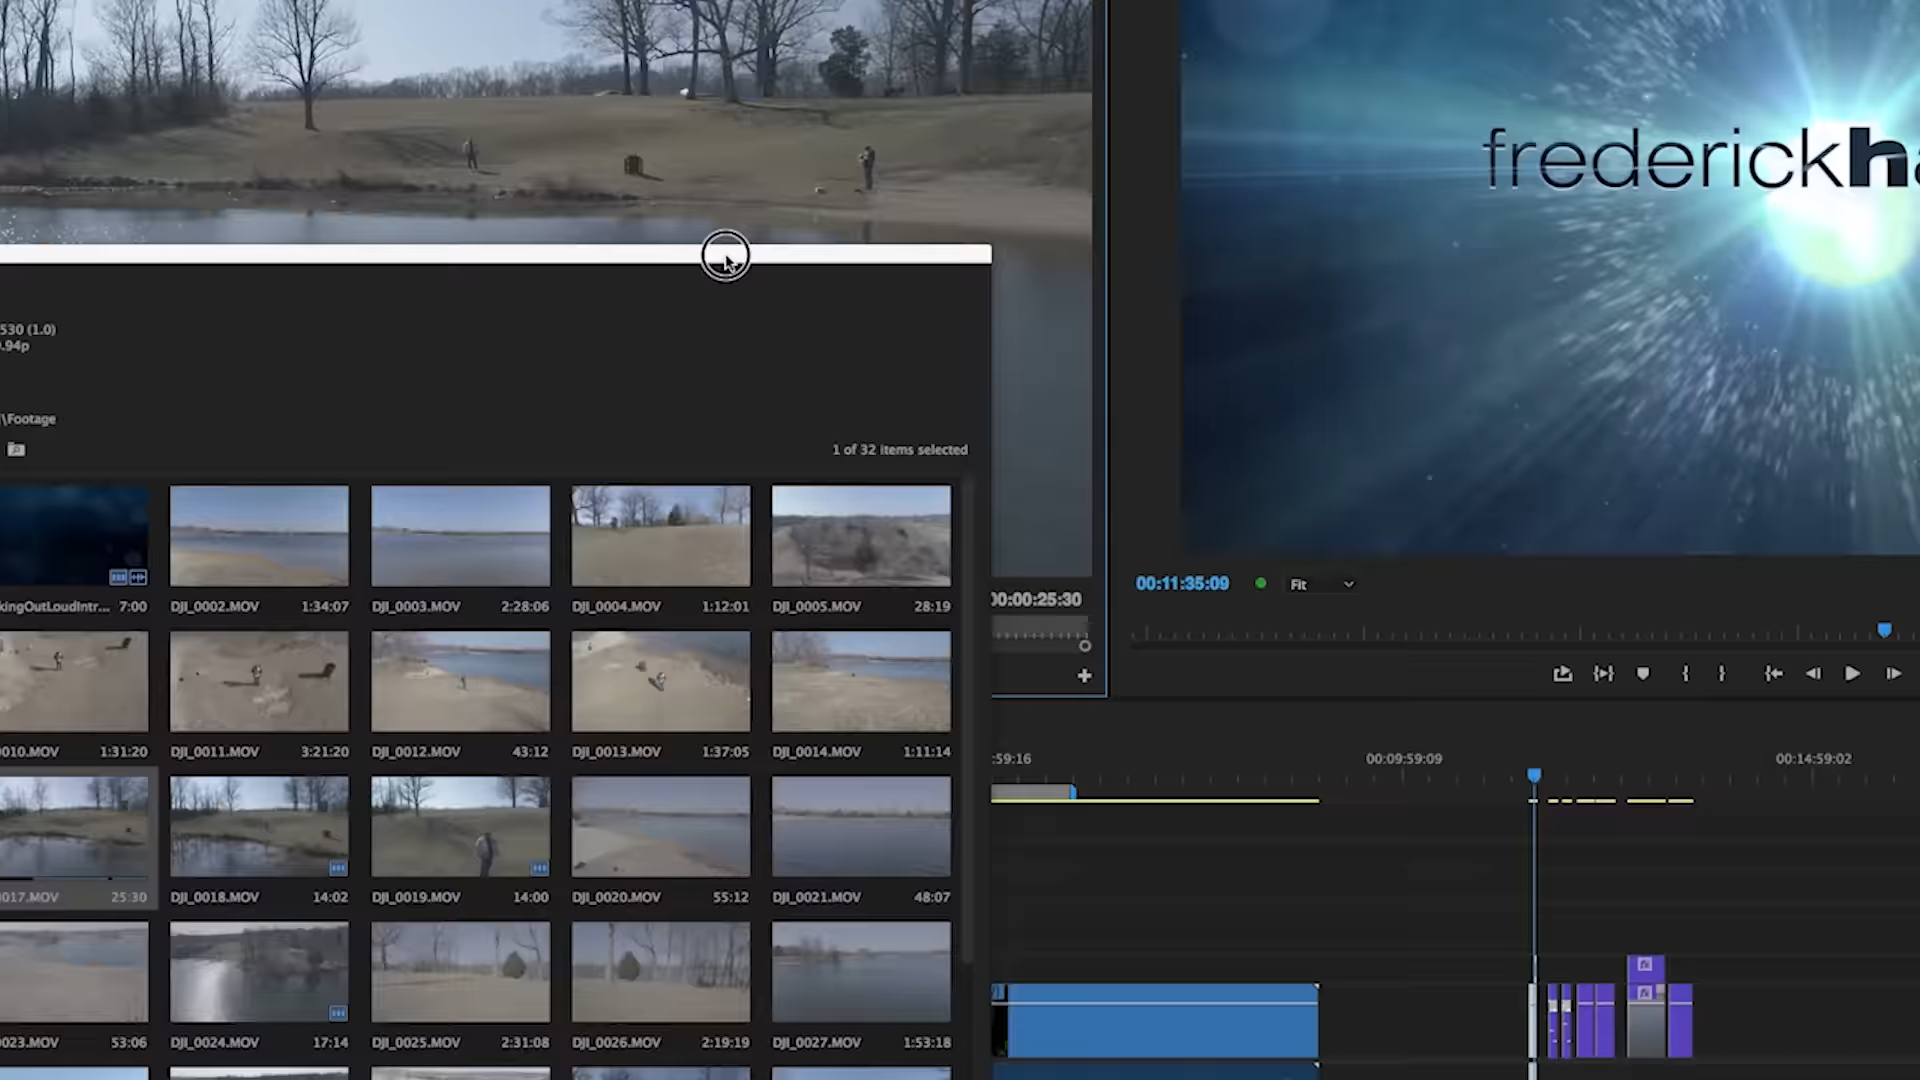 frederickha
530 (1.0)
.94p
\Footage
1 of 32 items selected
kingOutLoudIntr... 7:00
DJI_0002.MOV 1:34:07
DJI_0003.MOV 2:28:06
DJI_0004.MOV 1:12:01
DJI_0005.MOV 28:19
00:00:25:30
00:11:35:09
Fit
010.MOV 1:31:20
DJI_0011.MOV 3:21:20
DJI_0012.MOV 43:12
DJI_0013.MOV 1:37:05
DJI_0014.MOV 1:11:14
:59:16
00:09:59:09
00:14:59:02
017.MOV 25:30
DJI_0018.MOV 14:02
DJI_0019.MOV 14:00
DJI_0020.MOV 55:12
DJI_0021.MOV 48:07
fx
fx
023.MOV 53:06
DJI_0024.MOV 17:14
DJI_0025.MOV 2:31:08
DJI_0026.MOV 2:19:19
DJI_0027.MOV 1:53:18